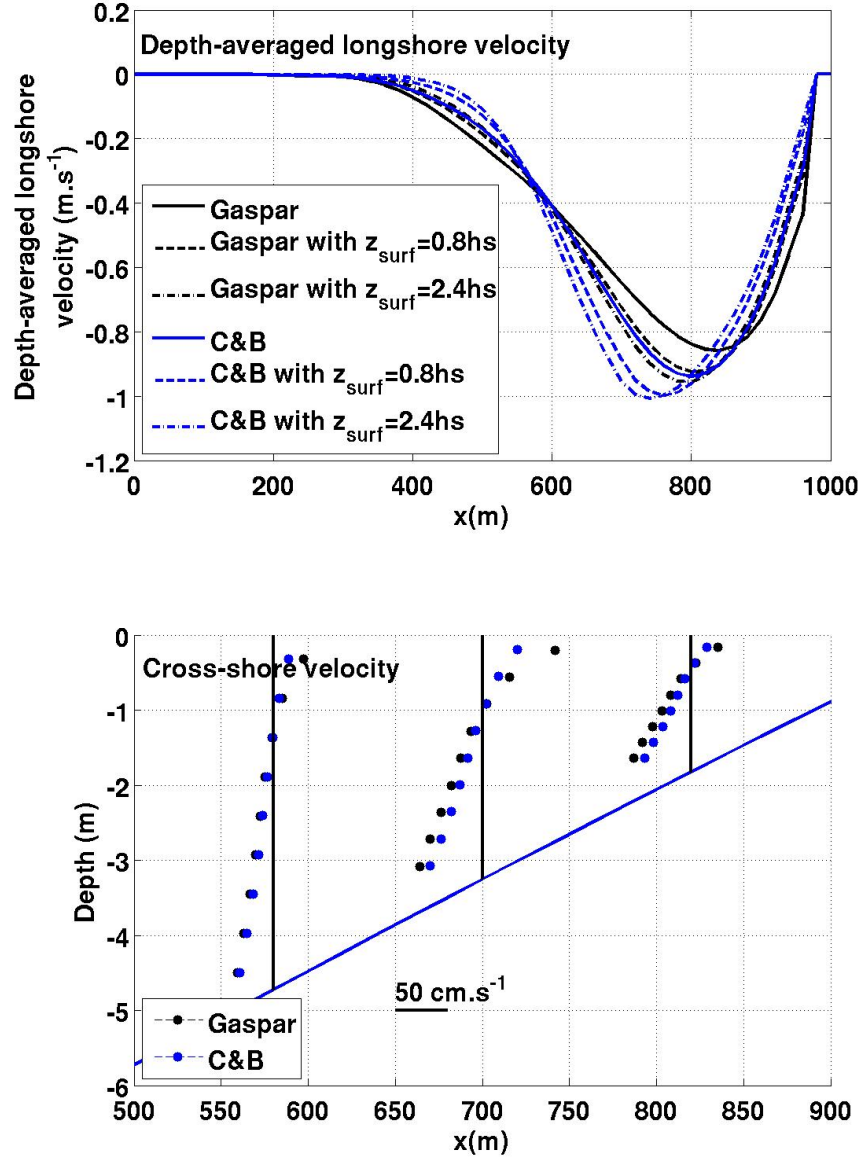 0.2
Depth-averaged longshore velocity
0
-0.2
-0.4
-0.6
-0.8
-1
-1.2
Depth-averaged longshore
velocity (m.s-1)
Gaspar
Gaspar with zsurf=0.8hs
Gaspar with zsurf=2.4hs
C&B
C&B with zsurf=0.8hs
C&B with zsurf=2.4hs
0 200 400 600 800 1000
x(m)
0
Cross-shore velocity
-1
-2
-3
-4
-5
-6
Depth (m)
50 cm.s-1
Gaspar
C&B
500 550 600 650 700 750 800 850 900
x(m)